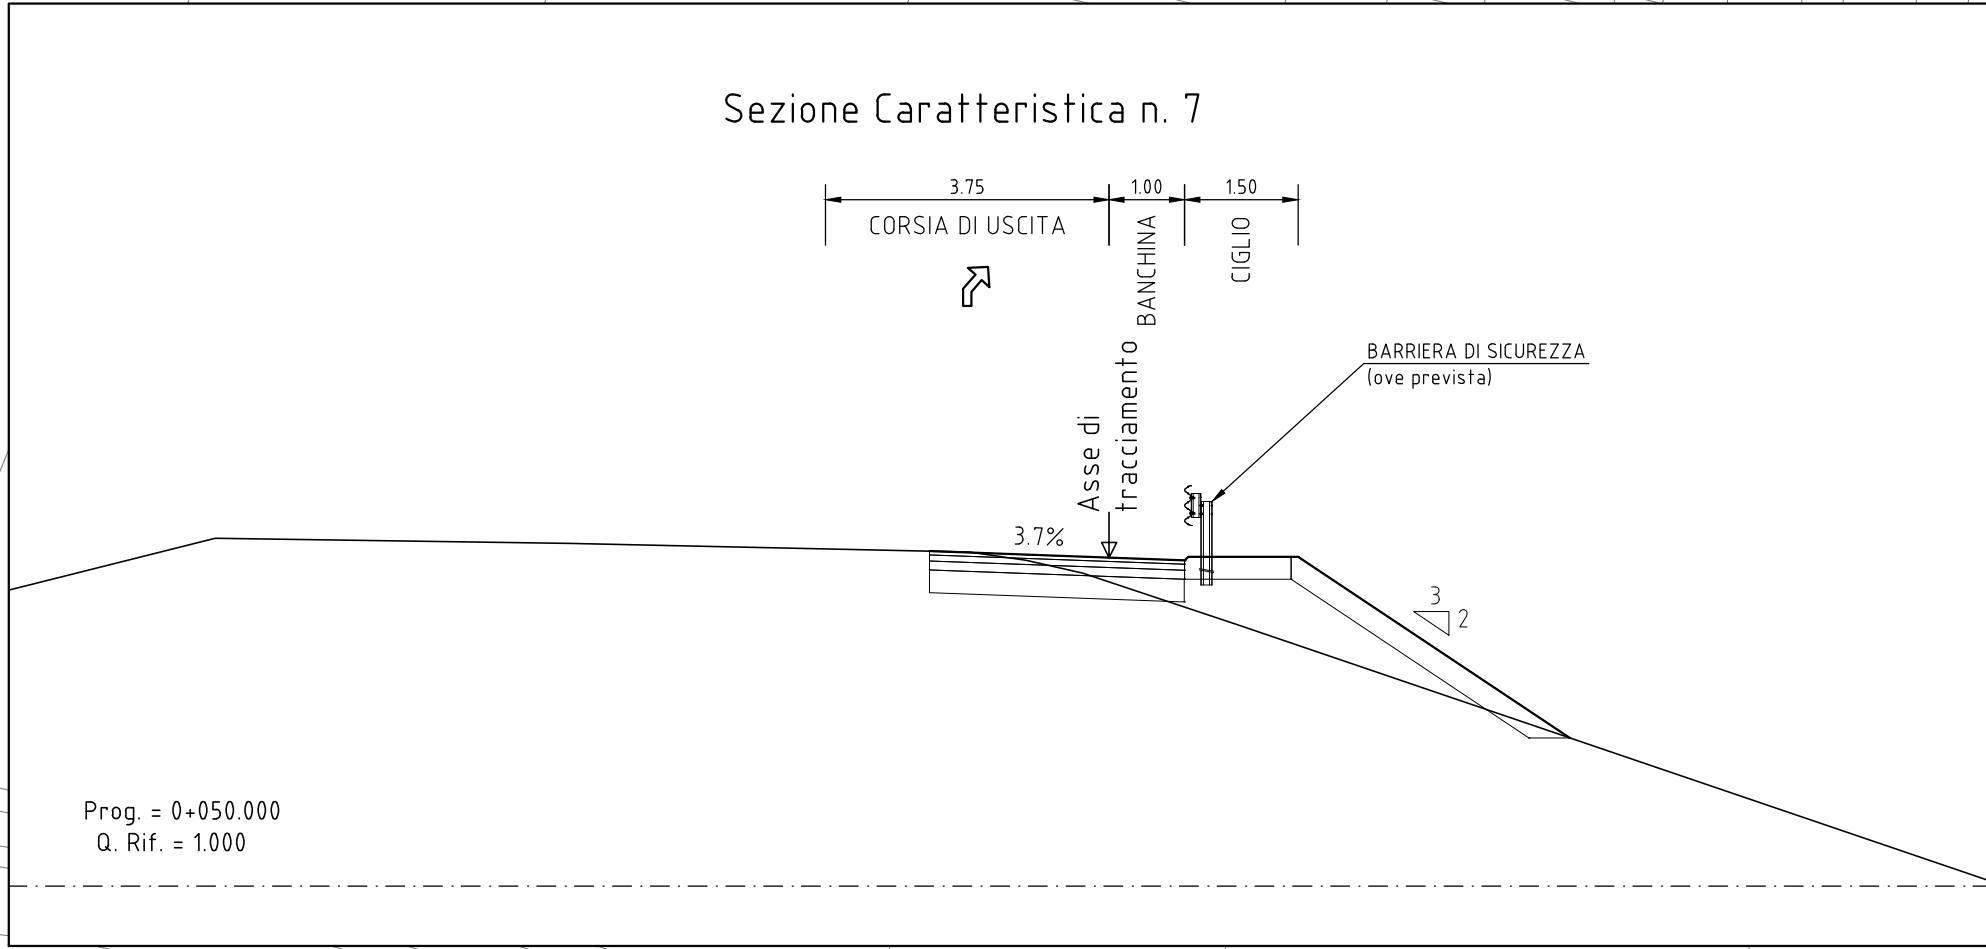 Sezione Caratteristica n. 7
3.75
1.00
1.50
CORSIA DI USCITA
BANCHINA
CIGLIO
Asse di
tracciamento
BARRIERA DI SICUREZZA
(ove prevista)
3.7%
3
2
Prog. = 0+050.000
Q. Rif. = 1.000